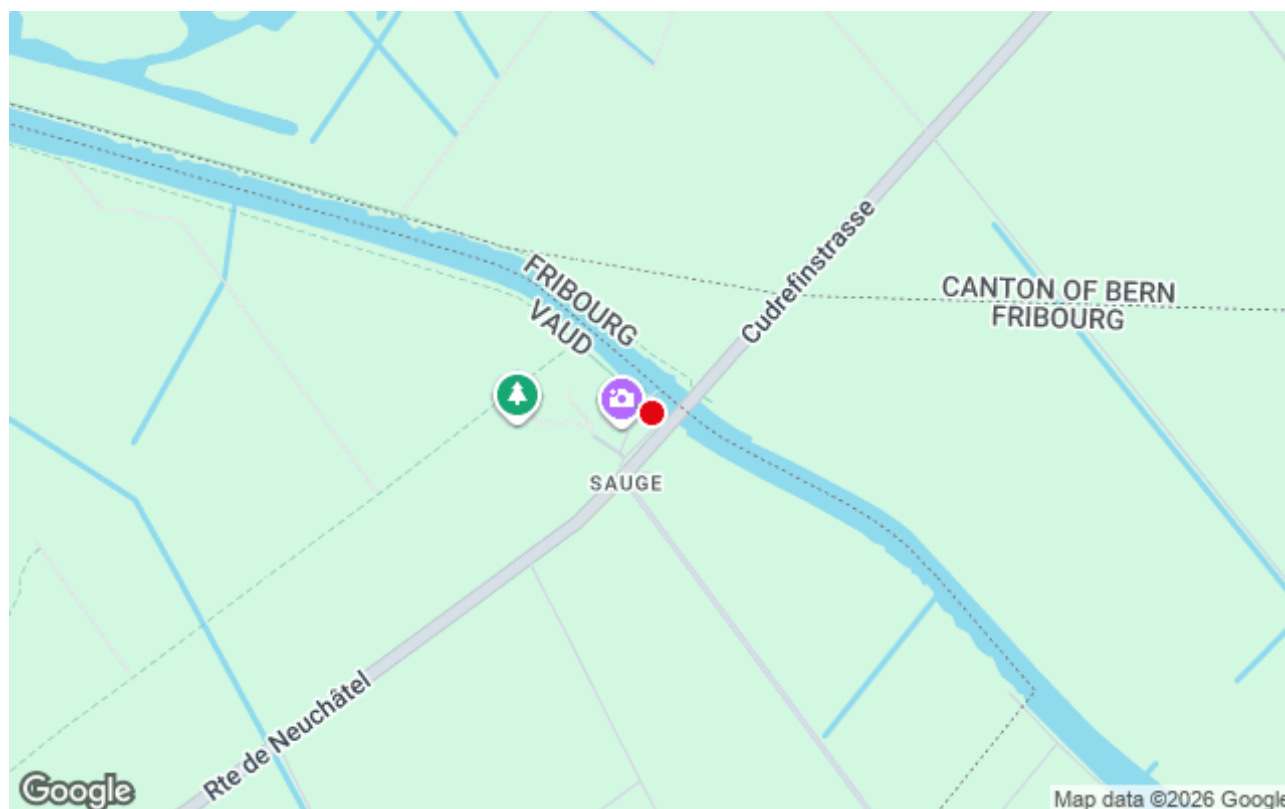 Cudrefinstrasse
FRIBOURG
VAUD
CANTON OF BERN
FRIBOURG
SAUGE
Rte de Neuchâtel
Google
Map data ©2026 Google